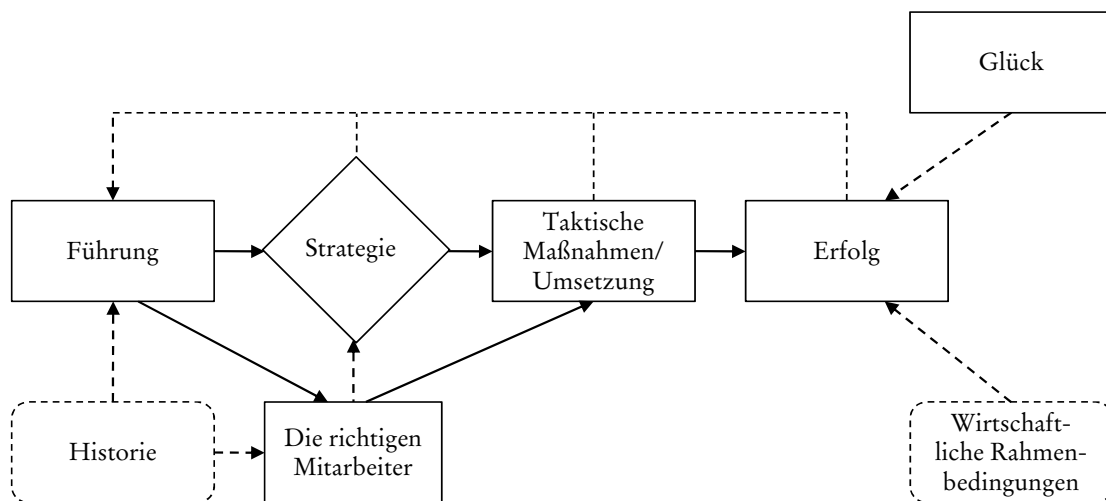 Glück
Führung
Strategie
Taktische
Maßnahmen/
Umsetzung
Erfolg
Historie
Die richtigen
Mitarbeiter
Wirtschaft-
liche Rahmen-
bedingungen